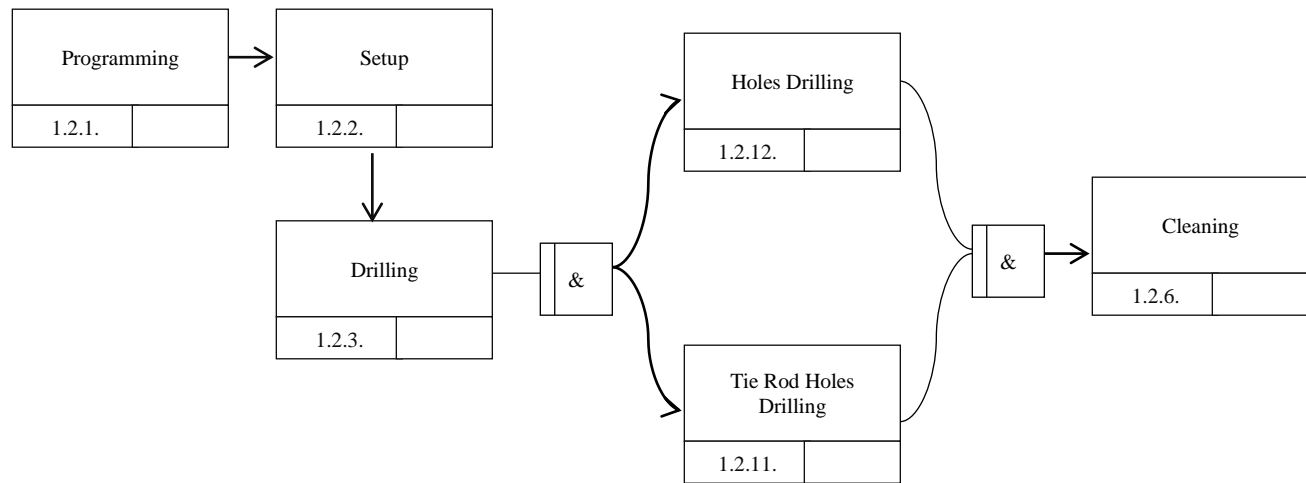 Programming
1.2.1.
Setup
1.2.2.
Drilling
1.2.3.
&
Holes Drilling
1.2.12.
Tie Rod Holes
Drilling
1.2.11.
&
Cleaning
1.2.6.